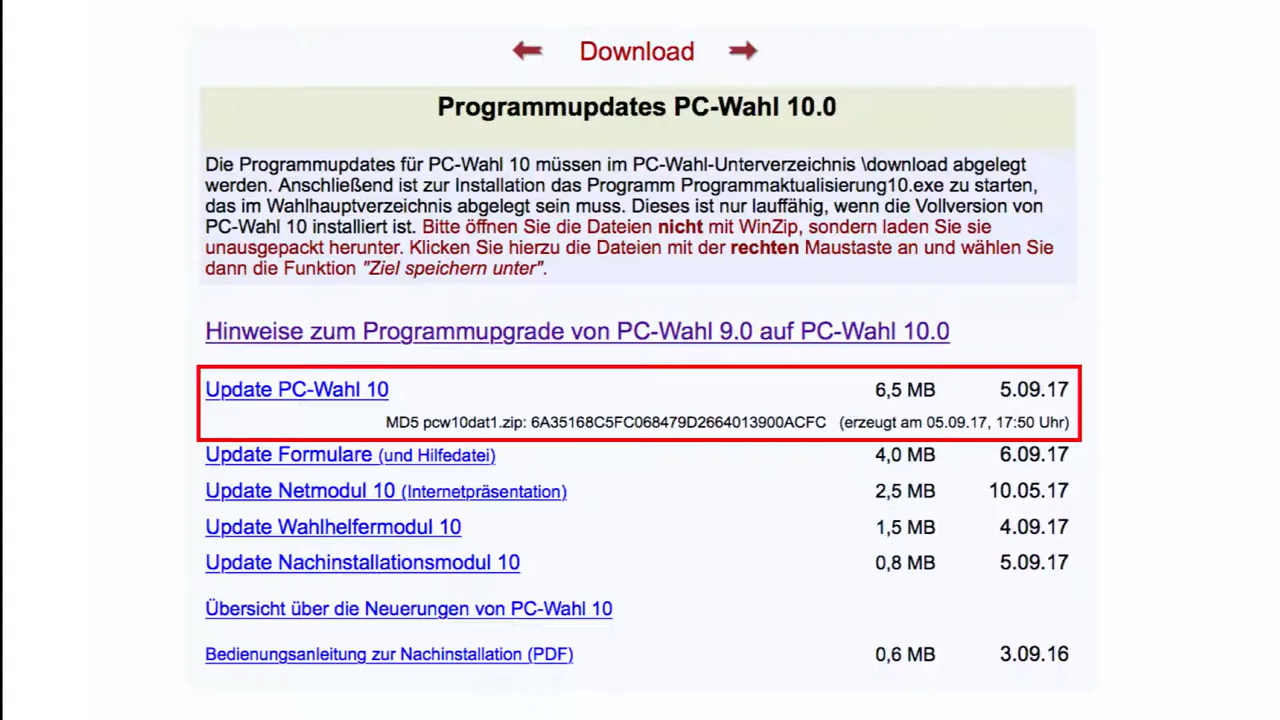 Download
Programmupdates PC-Wahl 10.0
Die Programmupdates für PC-Wahl 10 müssen im PC-Wahl-Unterverzeichnis \download abgelegt
werden. Anschließend ist zur Installation das Programm Programmaktualisierung10.exe zu starten,
das im Wahlhauptverzeichnis abgelegt sein muss. Dieses ist nur lauffähig, wenn die Vollversion von
PC-Wahl 10 installiert ist. Bitte öffnen Sie die Dateien nicht mit WinZip, sondern laden Sie sie
unausgepackt herunter. Klicken Sie hierzu die Dateien mit der rechten Maustaste an und wählen Sie
dann die Funktion "Ziel speichern unter".
Hinweise zum Programmupgrade von PC-Wahl 9.0 auf PC-Wahl 10.0
Update PC-Wahl 10 6,5 MB 5.09.17
MD5 pcw10dat1.zip: 6A35168C5FC068479D2664013900ACFC (erzeugt am 05.09.17, 17:50 Uhr)
Update Formulare (und Hilfedatei) 4,0 MB 6.09.17
Update Netmodul 10 (Internetpräsentation) 2,5 MB 10.05.17
Update Wahlhelfermodul 10 1,5 MB 4.09.17
Update Nachinstallationsmodul 10 0,8 MB 5.09.17
Übersicht über die Neuerungen von PC-Wahl 10
Bedienungsanleitung zur Nachinstallation (PDF) 0,6 MB 3.09.16